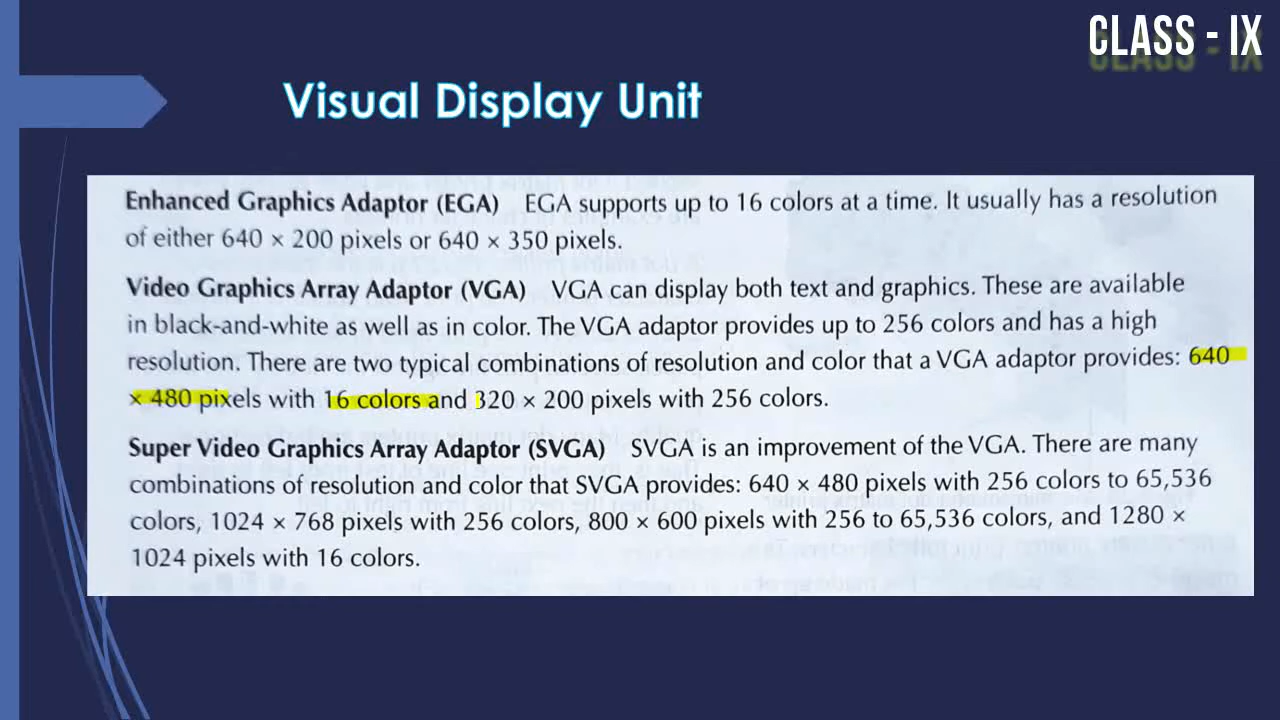 CLASS - IX
Visual Display Unit
Enhanced Graphics Adaptor (EGA) EGA supports up to 16 colors at a time. It usually has a resolution
of either 640 × 200 pixels or 640 × 350 pixels.
Video Graphics Array Adaptor (VGA) VGA can display both text and graphics. These are available
in black-and-white as well as in color. The VGA adaptor provides up to 256 colors and has a high
resolution. There are two typical combinations of resolution and color that a VGA adaptor provides: 640
× 480 pixels with 16 colors and 320 × 200 pixels with 256 colors.
Super Video Graphics Array Adaptor (SVGA) SVGA is an improvement of the VGA. There are many
combinations of resolution and color that SVGA provides: 640 × 480 pixels with 256 colors to 65,536
colors, 1024 × 768 pixels with 256 colors, 800 × 600 pixels with 256 to 65,536 colors, and 1280 ×
1024 pixels with 16 colors.